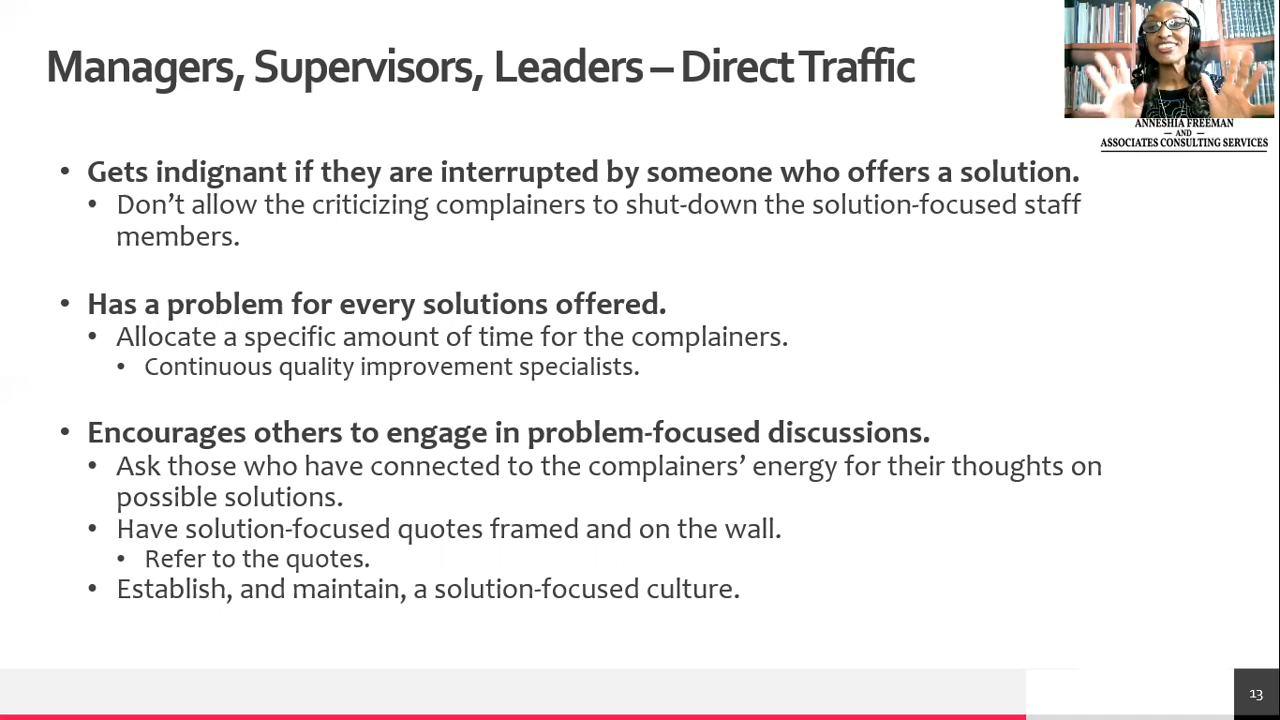 Managers, Supervisors, Leaders – Direct Traffic
ANNESHIA FREEMAN
— AND —
ASSOCIATES CONSULTING SERVICES
• Gets indignant if they are interrupted by someone who offers a solution.
• Don’t allow the criticizing complainers to shut-down the solution-focused staff
members.
• Has a problem for every solutions offered.
• Allocate a specific amount of time for the complainers.
• Continuous quality improvement specialists.
• Encourages others to engage in problem-focused discussions.
• Ask those who have connected to the complainers’ energy for their thoughts on
possible solutions.
• Have solution-focused quotes framed and on the wall.
• Refer to the quotes.
• Establish, and maintain, a solution-focused culture.
13